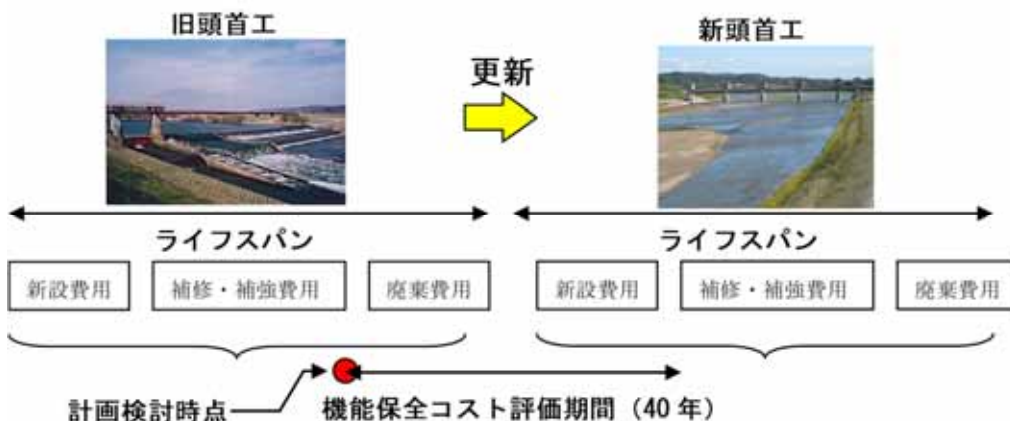 旧頭首工
新頭首工
更新
ライフスパン
ライフスパン
新設費用
補修・補強費用
廃棄費用
新設費用
補修・補強費用
廃棄費用
計画検討時点
機能保全コスト評価期間（40 年）